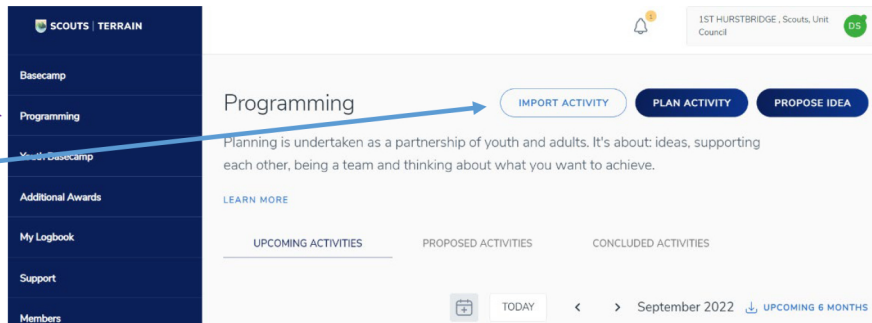 SCOUTS | TERRAIN
1
1ST HURSTBRIDGE , Scouts, Unit
Council
DS
Basecamp
Programming
Youth Basecamp
Additional Awards
My Logbook
Support
Members
Programming
IMPORT ACTIVITY
PLAN ACTIVITY
PROPOSE IDEA
Planning is undertaken as a partnership of youth and adults. It's about: ideas, supporting
each other, being a team and thinking about what you want to achieve.
LEARN MORE
UPCOMING ACTIVITIES
PROPOSED ACTIVITIES
CONCLUDED ACTIVITIES
TODAY
< > September 2022
UPCOMING 6 MONTHS